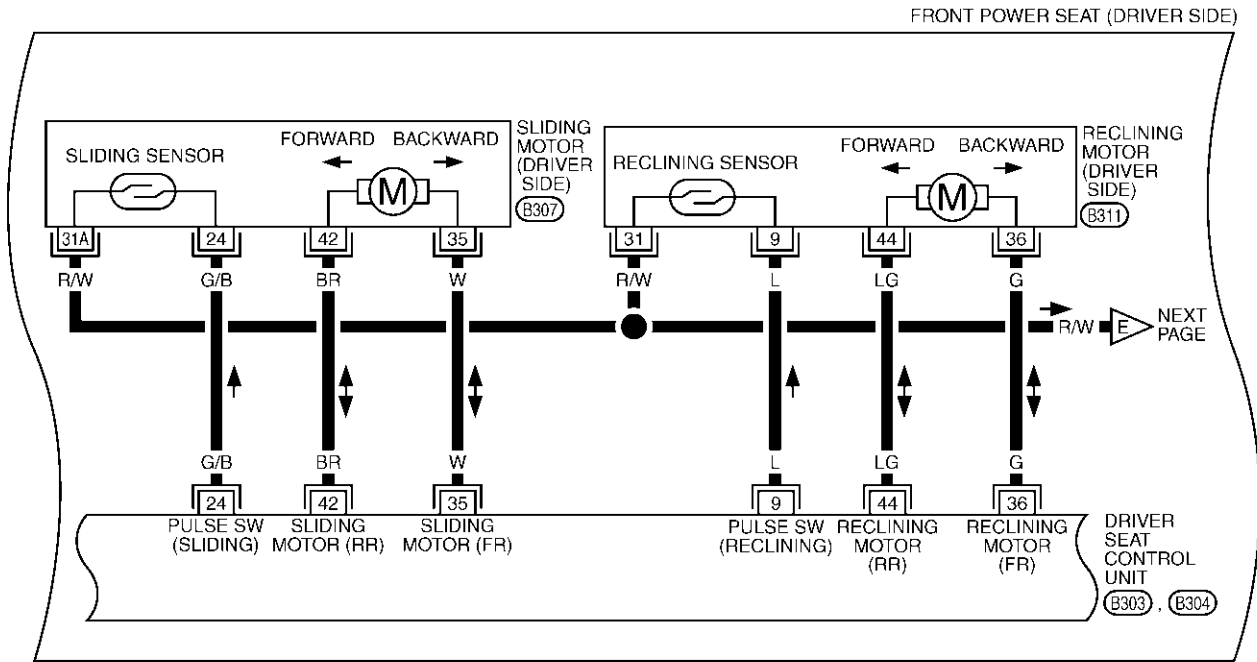 FRONT POWER SEAT (DRIVER SIDE)
SLIDING SENSOR
FORWARD BACKWARD
M
SLIDING
MOTOR
(DRIVER
SIDE)
B307
RECLINING SENSOR
FORWARD BACKWARD
M
RECLINING
MOTOR
(DRIVER
SIDE)
B311
31A 24 42 35 31 9 44 36
R/W G/B BR W R/W L LG G
R/W E NEXT
PAGE
G/B BR W L LG G
24 42 35 9 44 36
PULSE SW
(SLIDING)
SLIDING
MOTOR (RR)
SLIDING
MOTOR (FR)
PULSE SW
(RECLINING)
RECLINING
MOTOR
(RR)
RECLINING
MOTOR
(FR)
DRIVER
SEAT
CONTROL
UNIT
B303 , B304